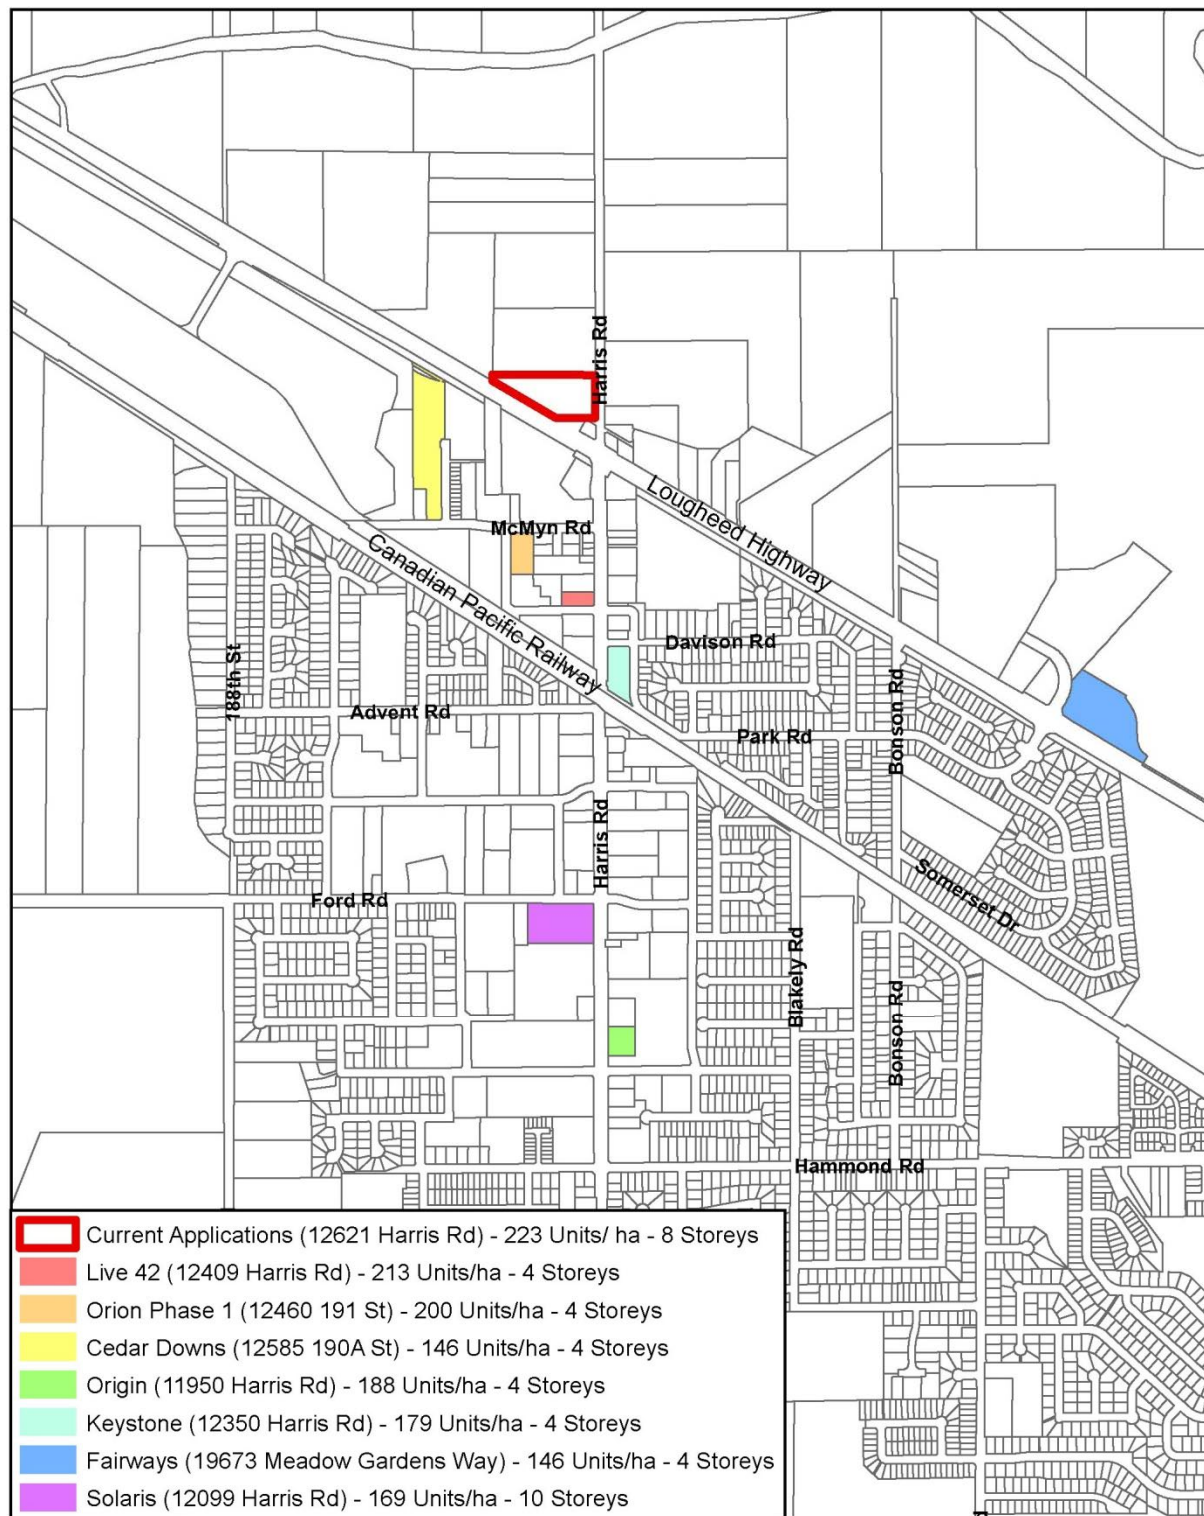 Harris Rd
Lougheed Highway
McMyn Rd
Canadian Pacific Railway
Davison Rd
188th St
Advent Rd
Park Rd
Bonson Rd
Harris Rd
Ford Rd
Somerset Dr
Blakely Rd
Bonson Rd
Hammond Rd
Current Applications (12621 Harris Rd) - 223 Units/ ha - 8 Storeys
Live 42 (12409 Harris Rd) - 213 Units/ha - 4 Storeys
Orion Phase 1 (12460 191 St) - 200 Units/ha - 4 Storeys
Cedar Downs (12585 190A St) - 146 Units/ha - 4 Storeys
Origin (11950 Harris Rd) - 188 Units/ha - 4 Storeys
Keystone (12350 Harris Rd) - 179 Units/ha - 4 Storeys
Fairways (19673 Meadow Gardens Way) - 146 Units/ha - 4 Storeys
Solaris (12099 Harris Rd) - 169 Units/ha - 10 Storeys